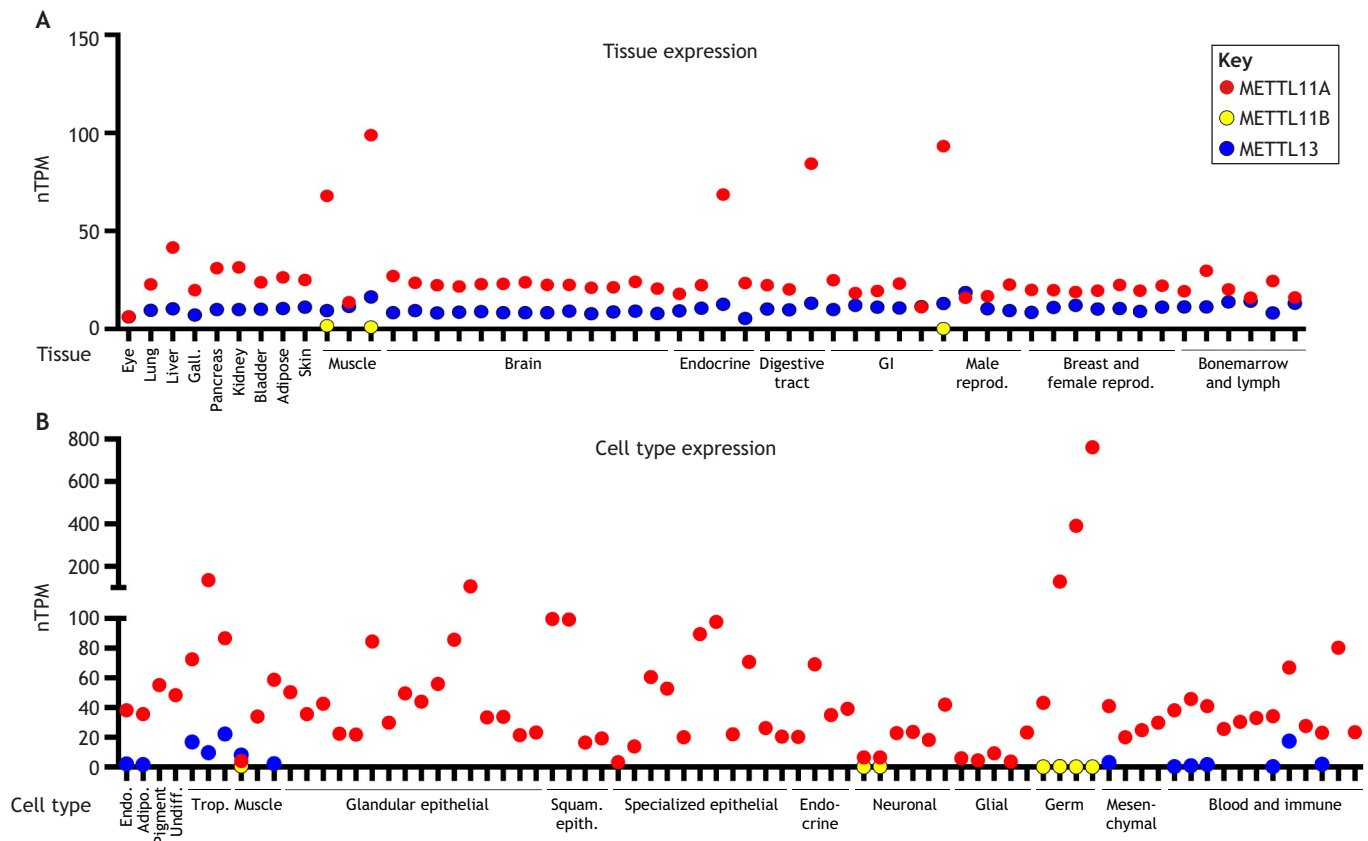 A
Tissue expression
nTPM
150
100
50
0
Key
METTL11A
METTL11B
METTL13
Tissue
Eye
Lung
Liver
Gall.
Pancreas
Kidney
Bladder
Adipose
Skin
Muscle
Brain
Endocrine
Digestive
tract
GI
Male
reprod.
Breast and
female reprod.
Bonemarrow
and lymph
B
Cell type expression
nTPM
800
600
400
200
100
80
60
40
20
0
Cell type
Endo.
Adipo.
Pigment
Undiff.
Trop.
Muscle
Glandular epithelial
Squam.
epith.
Specialized epithelial
Endo-
crine
Neuronal
Glial
Germ
Mesen-
chymal
Blood and immune